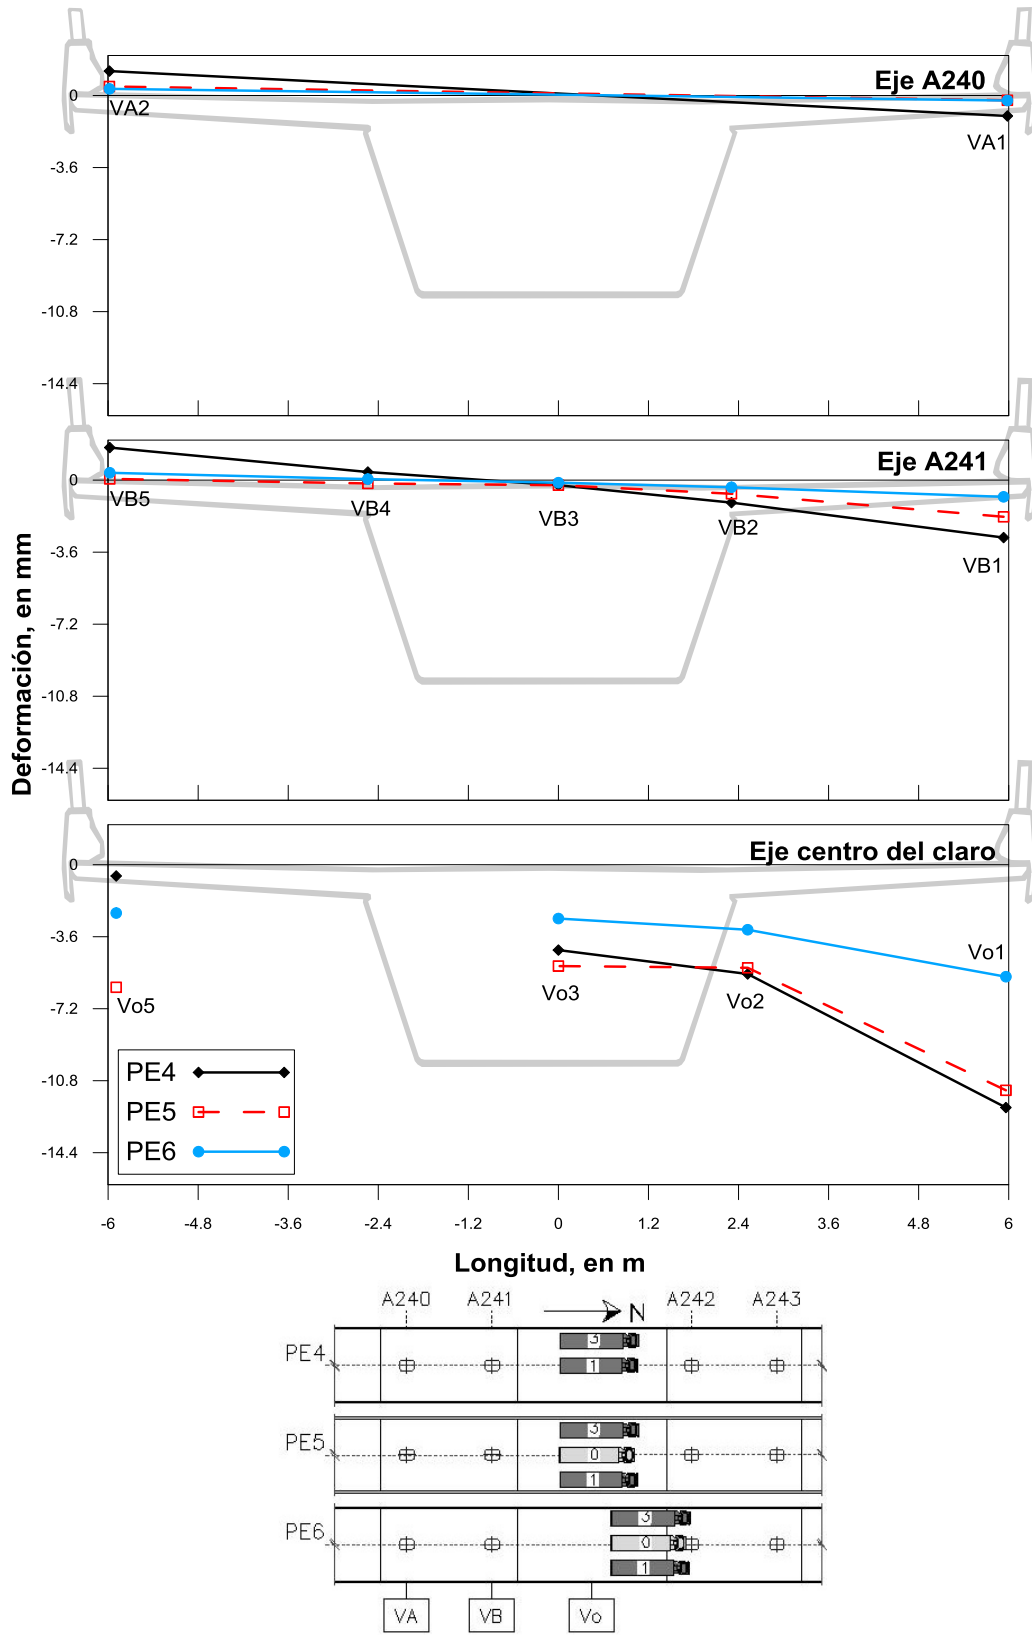 Eje A240
0
VA2
VA1
-3.6
-7.2
-10.8
-14.4
Eje A241
0
VB5
VB4
VB3
VB2
VB1
-3.6
-7.2
-10.8
-14.4
Deformación, en mm
Eje centro del claro
0
-3.6
-7.2
-10.8
-14.4
Vo5
Vo3
Vo2
Vo1
PE4
PE5
PE6
-6 -4.8 -3.6 -2.4 -1.2 0 1.2 2.4 3.6 4.8 6
Longitud, en m
A240 A241 N A242 A243
PE4
3
1
PE5
3
0
1
PE6
3
0
1
VA VB Vo